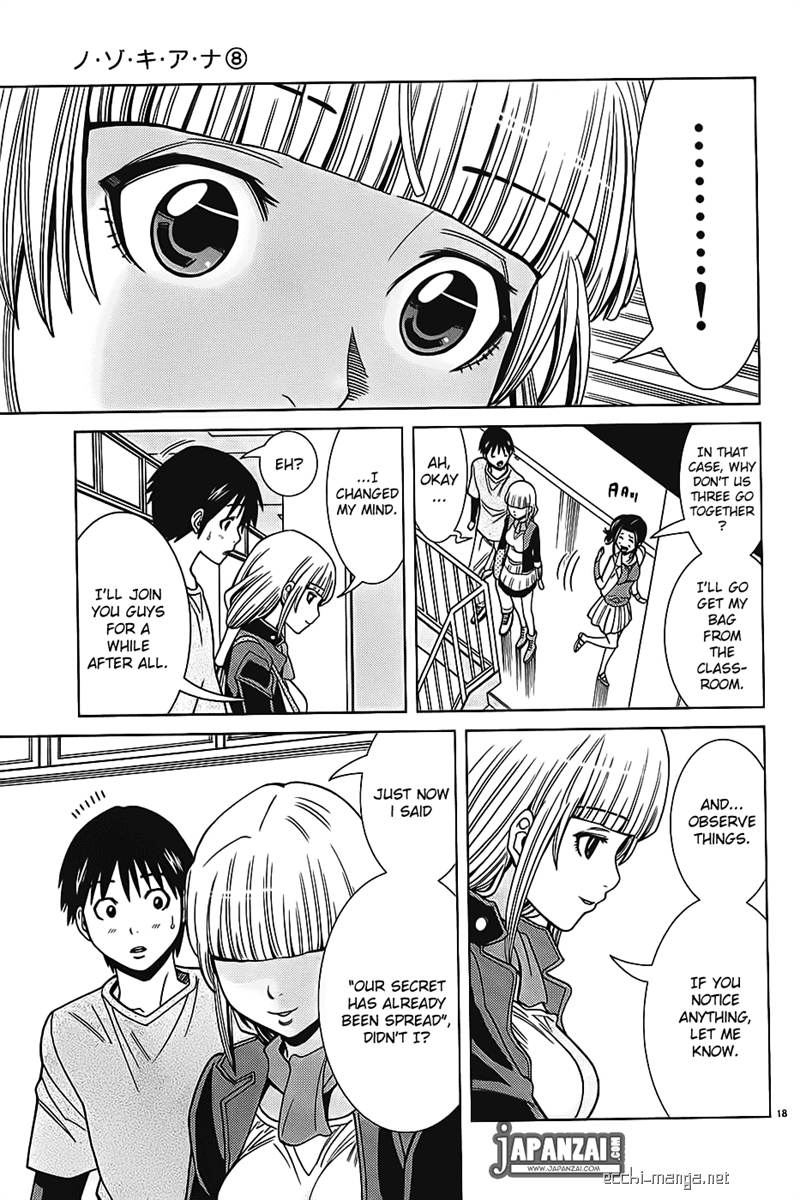 ノ・ゾ・キ・ア・ナ⑧
.........!
IN THAT
CASE, WHY
DON'T US
THREE GO
TOGETHER
?
I'LL GO
GET MY
BAG
FROM
THE
CLASS-
ROOM.
AH,
OKAY
...
...I
CHANGED
MY MIND.
EH?
I'LL JOIN
YOU GUYS
FOR A
WHILE
AFTER ALL.
AND...
OBSERVE
THINGS.
IF YOU
NOTICE
ANYTHING,
LET ME
KNOW.
JUST NOW
I SAID
"OUR SECRET
HAS ALREADY
BEEN SPREAD",
DIDN'T I?
18
JAPANZAI.COM
WWW.JAPANZAI.COM
ecchi-manga.net